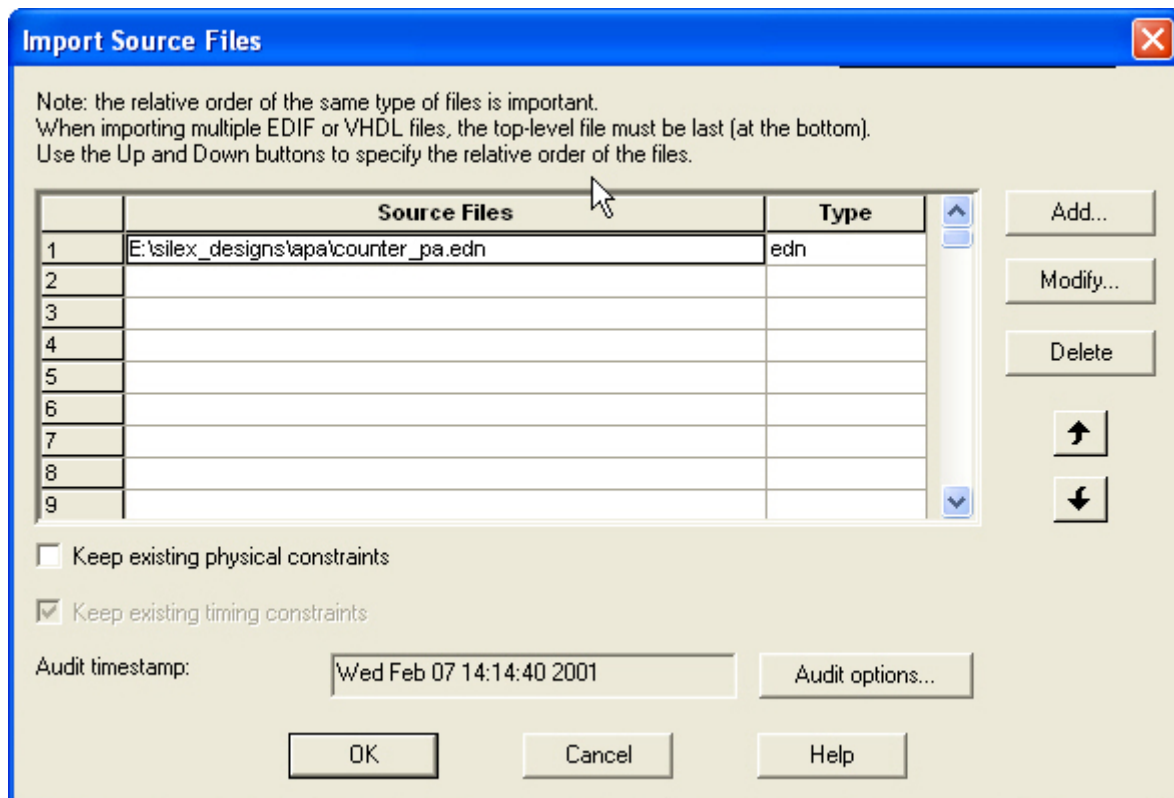 Import Source Files
Note: the relative order of the same type of files is important.
When importing multiple EDIF or VHDL files, the top-level file must be last (at the bottom).
Use the Up and Down buttons to specify the relative order of the files.
Source Files Type
1 E:\silex_designs\apa\counter_pa.edn edn
2
3
4
5
6
7
8
9
Add...
Modify...
Delete
Keep existing physical constraints
Keep existing timing constraints
Audit timestamp: Wed Feb 07 14:14:40 2001 Audit options...
OK Cancel Help